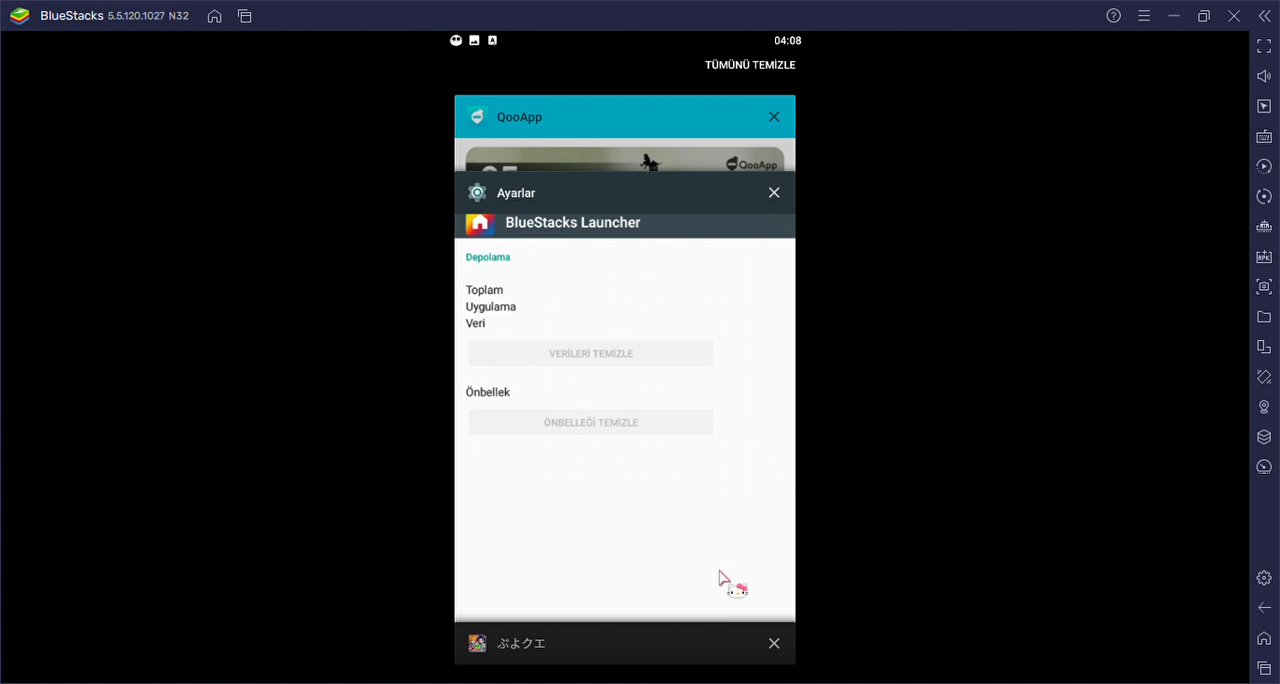 BlueStacks 5.5.120.1027 N32
04:08
TÜMÜNÜ TEMİZLE
QooApp
QooApp
Ayarlar
BlueStacks Launcher
Depolama
Toplam
Uygulama
Veri
VERİLERİ TEMİZLE
Önbellek
ÖNBELLEĞİ TEMİZLE
ぷよクエ